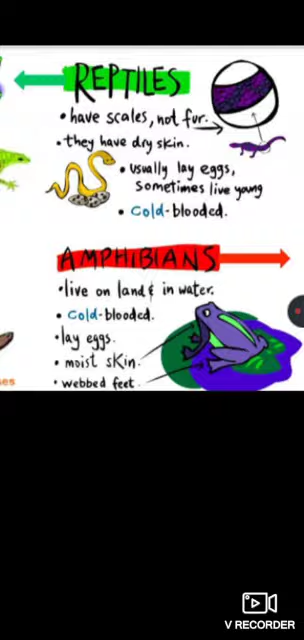 REPTILES
• have scales, not fur.
• they have dry skin.
• usually lay eggs,
sometimes live young
• Cold-blooded.
AMPHIBIANS
• live on land & in water.
• Cold-blooded.
• lay eggs.
• moist skin.
• webbed feet
V RECORDER